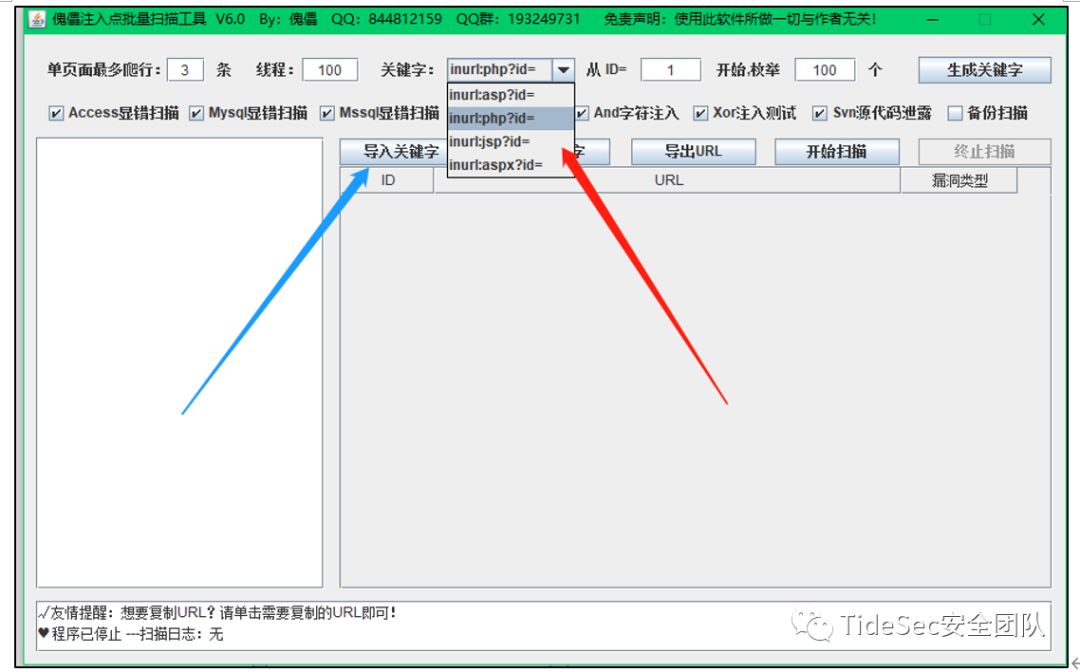 傀儡注入点批量扫描工具 V6.0 By：傀儡 QQ：844812159 QQ群：193249731 免责声明：使用此软件所做一切与作者无关！
单页面最多爬行： 3 条 线程： 100 关键字： inurl:php?id= 从 ID= 1 开始,枚举 100 个 生成关键字
inurl:asp?id=
inurl:php?id=
inurl:jsp?id=
inurl:aspx?id=
Access显错扫描 Mysql显错扫描 Mssql显错扫描 And字符注入 Xor注入测试 Svn源代码泄露 备份扫描
导入关键字 字 导出URL 开始扫描 终止扫描
ID URL 漏洞类型
√友情提醒：想要复制URL？请单击需要复制的URL即可！
♥程序已停止 ---扫描日志：无
TideSec安全团队